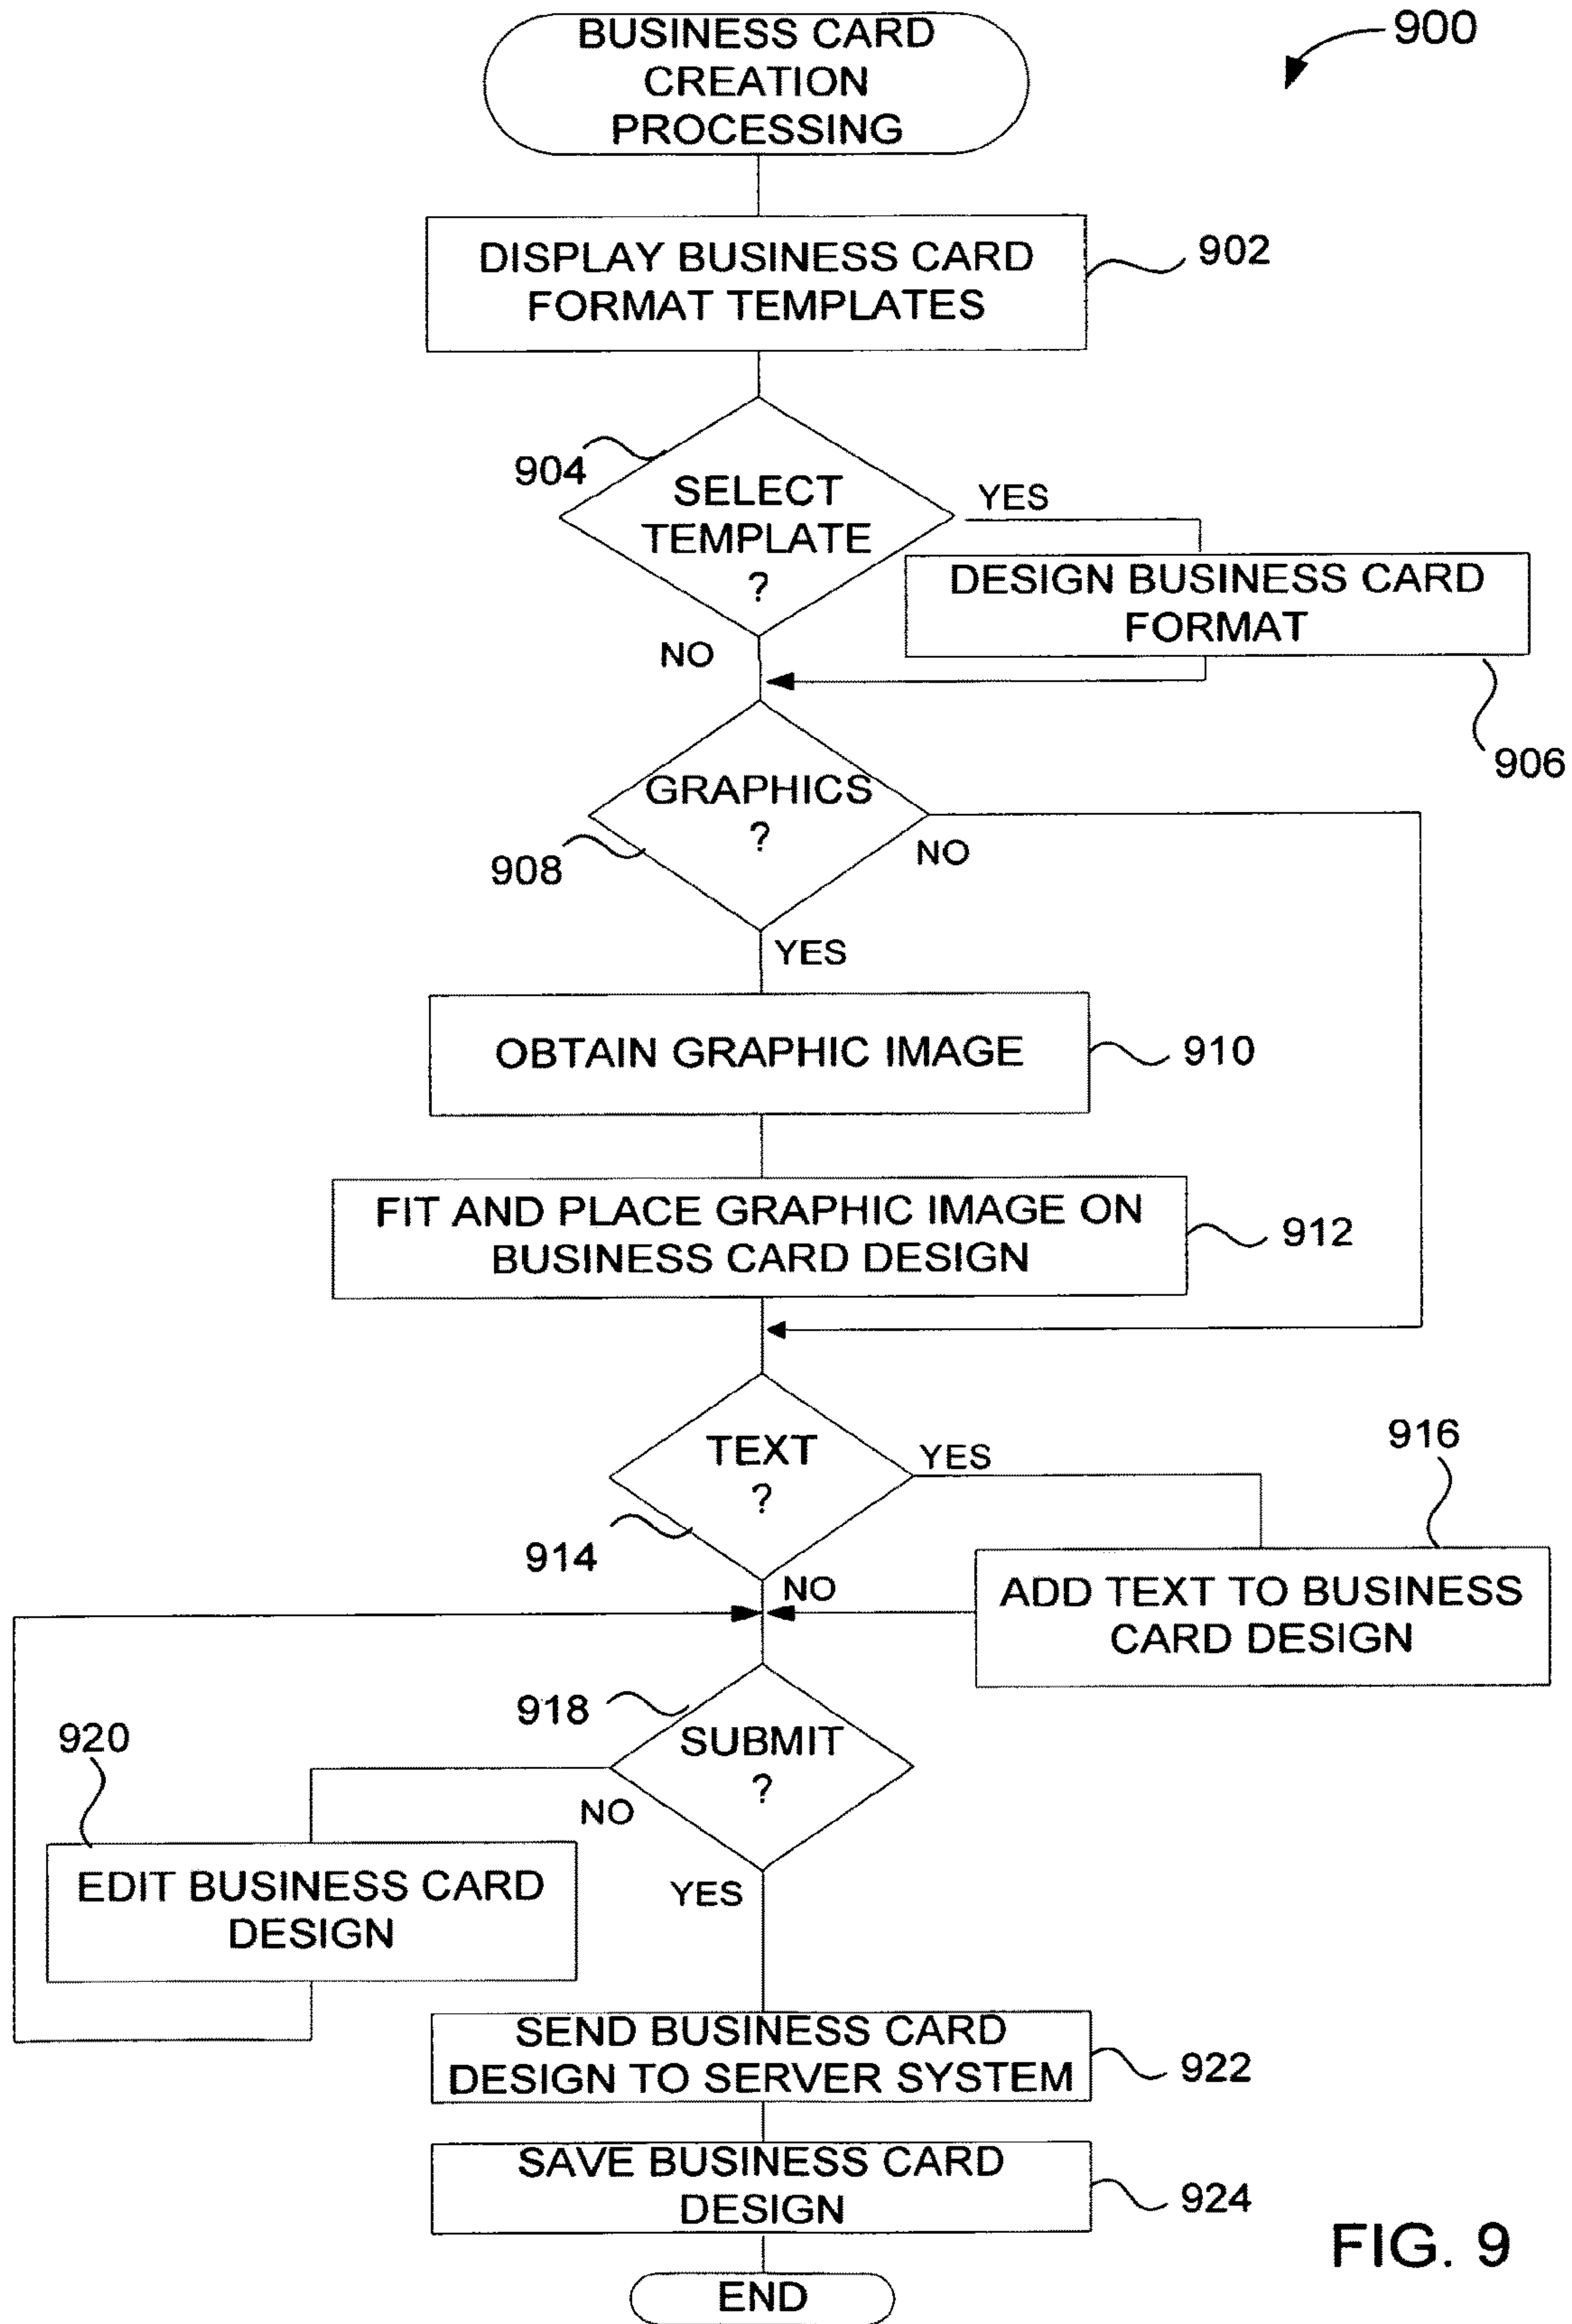 BUSINESS CARD
CREATION
PROCESSING
900
DISPLAY BUSINESS CARD
FORMAT TEMPLATES
902
904
SELECT
TEMPLATE
?
YES
NO
DESIGN BUSINESS CARD
FORMAT
906
GRAPHICS
?
908
NO
YES
OBTAIN GRAPHIC IMAGE
910
FIT AND PLACE GRAPHIC IMAGE ON
BUSINESS CARD DESIGN
912
TEXT
?
YES
914
916
NO
ADD TEXT TO BUSINESS
CARD DESIGN
918
SUBMIT
?
920
NO
YES
EDIT BUSINESS CARD
DESIGN
SEND BUSINESS CARD
DESIGN TO SERVER SYSTEM
922
SAVE BUSINESS CARD
DESIGN
924
END
FIG. 9